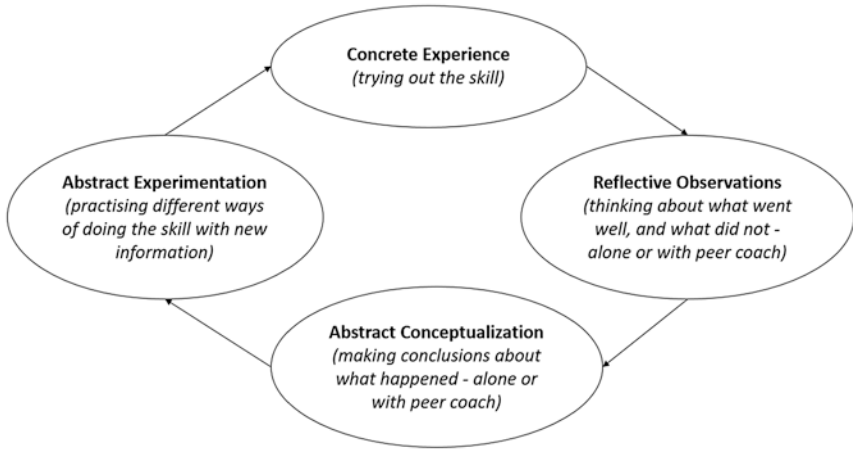 Concrete Experience
(trying out the skill)
Reflective Observations
(thinking about what went
well, and what did not -
alone or with peer coach)
Abstract Conceptualization
(making conclusions about
what happened - alone or
with peer coach)
Abstract Experimentation
(practising different ways
of doing the skill with new
information)